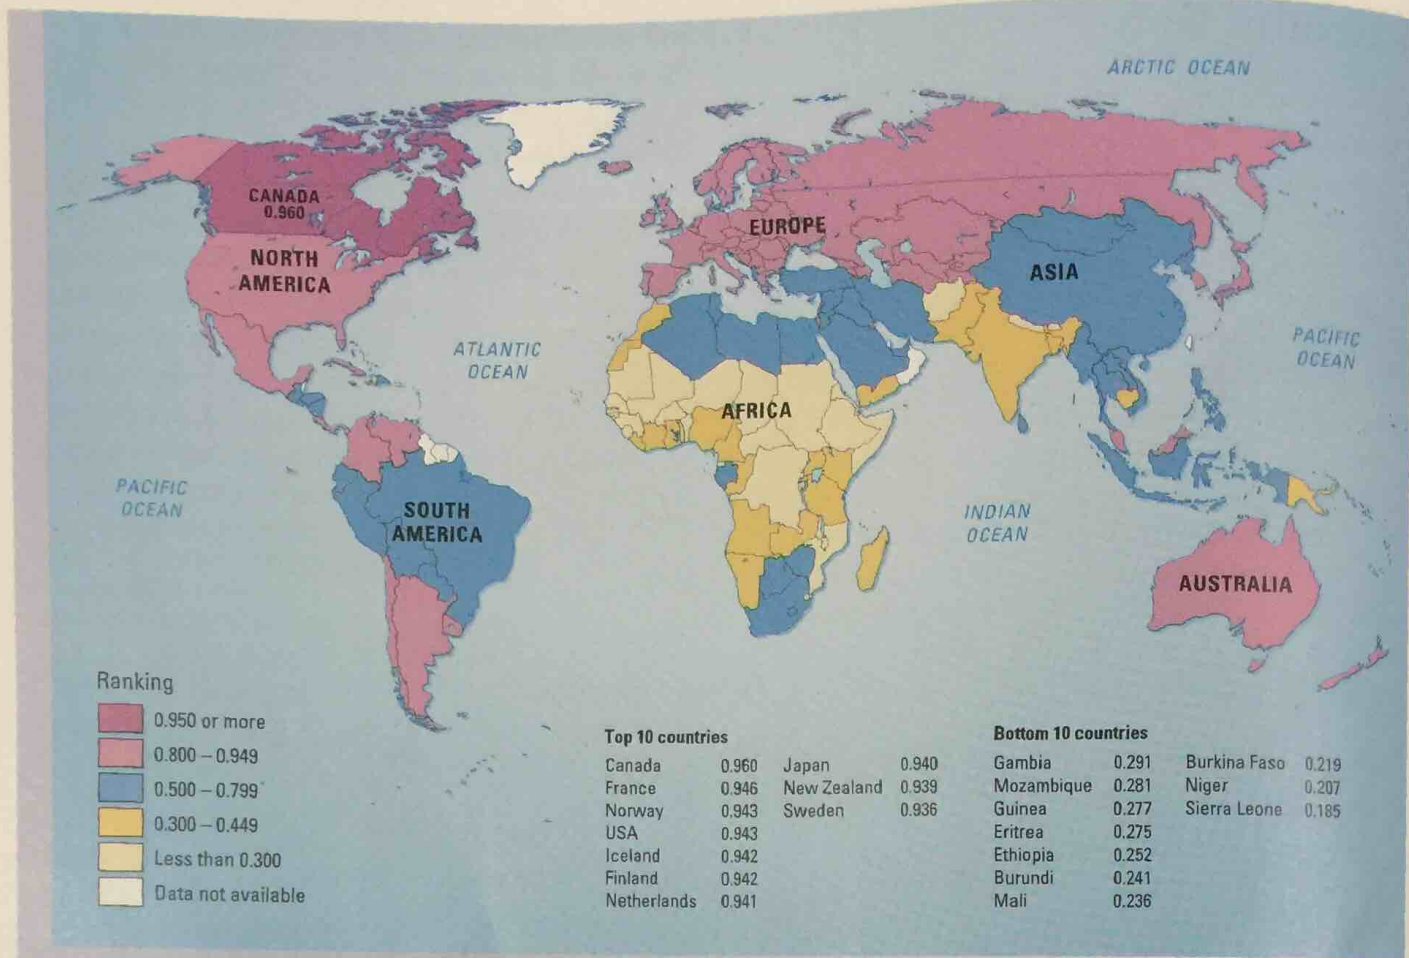 ARCTIC OCEAN
CANADA
0.960
NORTH
AMERICA
EUROPE
ASIA
ATLANTIC
OCEAN
PACIFIC
OCEAN
AFRICA
PACIFIC
OCEAN
SOUTH
AMERICA
INDIAN
OCEAN
AUSTRALIA
Ranking
0.950 or more
0.800 – 0.949
0.500 – 0.799
0.300 – 0.449
Less than 0.300
Data not available
Top 10 countries
Canada 0.960 Japan 0.940
France 0.946 New Zealand 0.939
Norway 0.943 Sweden 0.936
USA 0.943
Iceland 0.942
Finland 0.942
Netherlands 0.941
Bottom 10 countries
Gambia 0.291 Burkina Faso 0.219
Mozambique 0.281 Niger 0.207
Guinea 0.277 Sierra Leone 0.185
Eritrea 0.275
Ethiopia 0.252
Burundi 0.241
Mali 0.236